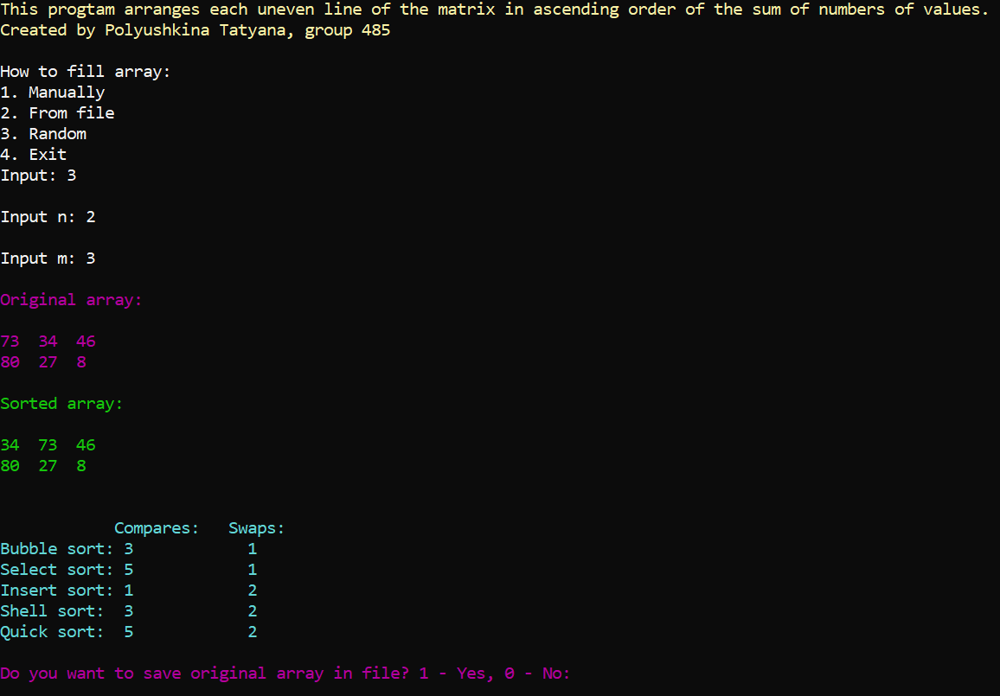 This progtam arranges each uneven line of the matrix in ascending order of the sum of numbers of values.
Created by Polyushkina Tatyana, group 485
How to fill array:
1. Manually
2. From file
3. Random
4. Exit
Input: 3
Input n: 2
Input m: 3
Original array:
73 34 46
80 27 8
Sorted array:
34 73 46
80 27 8
Compares: Swaps:
Bubble sort: 3 1
Select sort: 5 1
Insert sort: 1 2
Shell sort: 3 2
Quick sort: 5 2
Do you want to save original array in file? 1 - Yes, 0 - No: